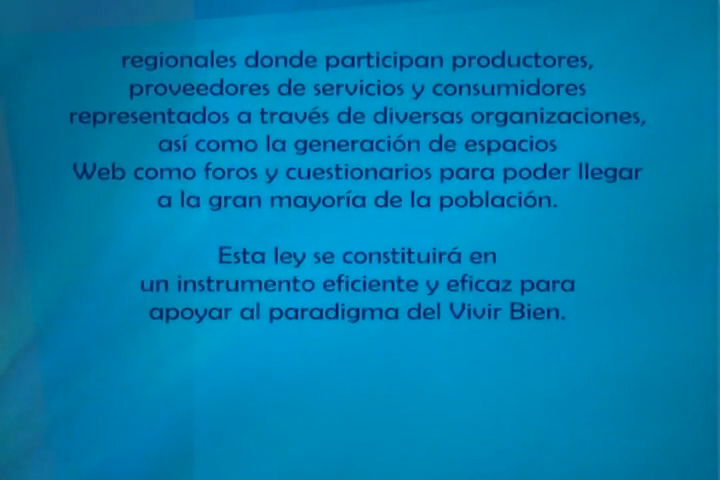 regionales donde participan productores,
proveedores de servicios y consumidores
representados a través de diversas organizaciones,
así como la generación de espacios
Web como foros y cuestionarios para poder llegar
a la gran mayoría de la población.
Esta ley se constituirá en
un instrumento eficiente y eficaz para
apoyar al paradigma del Vivir Bien.